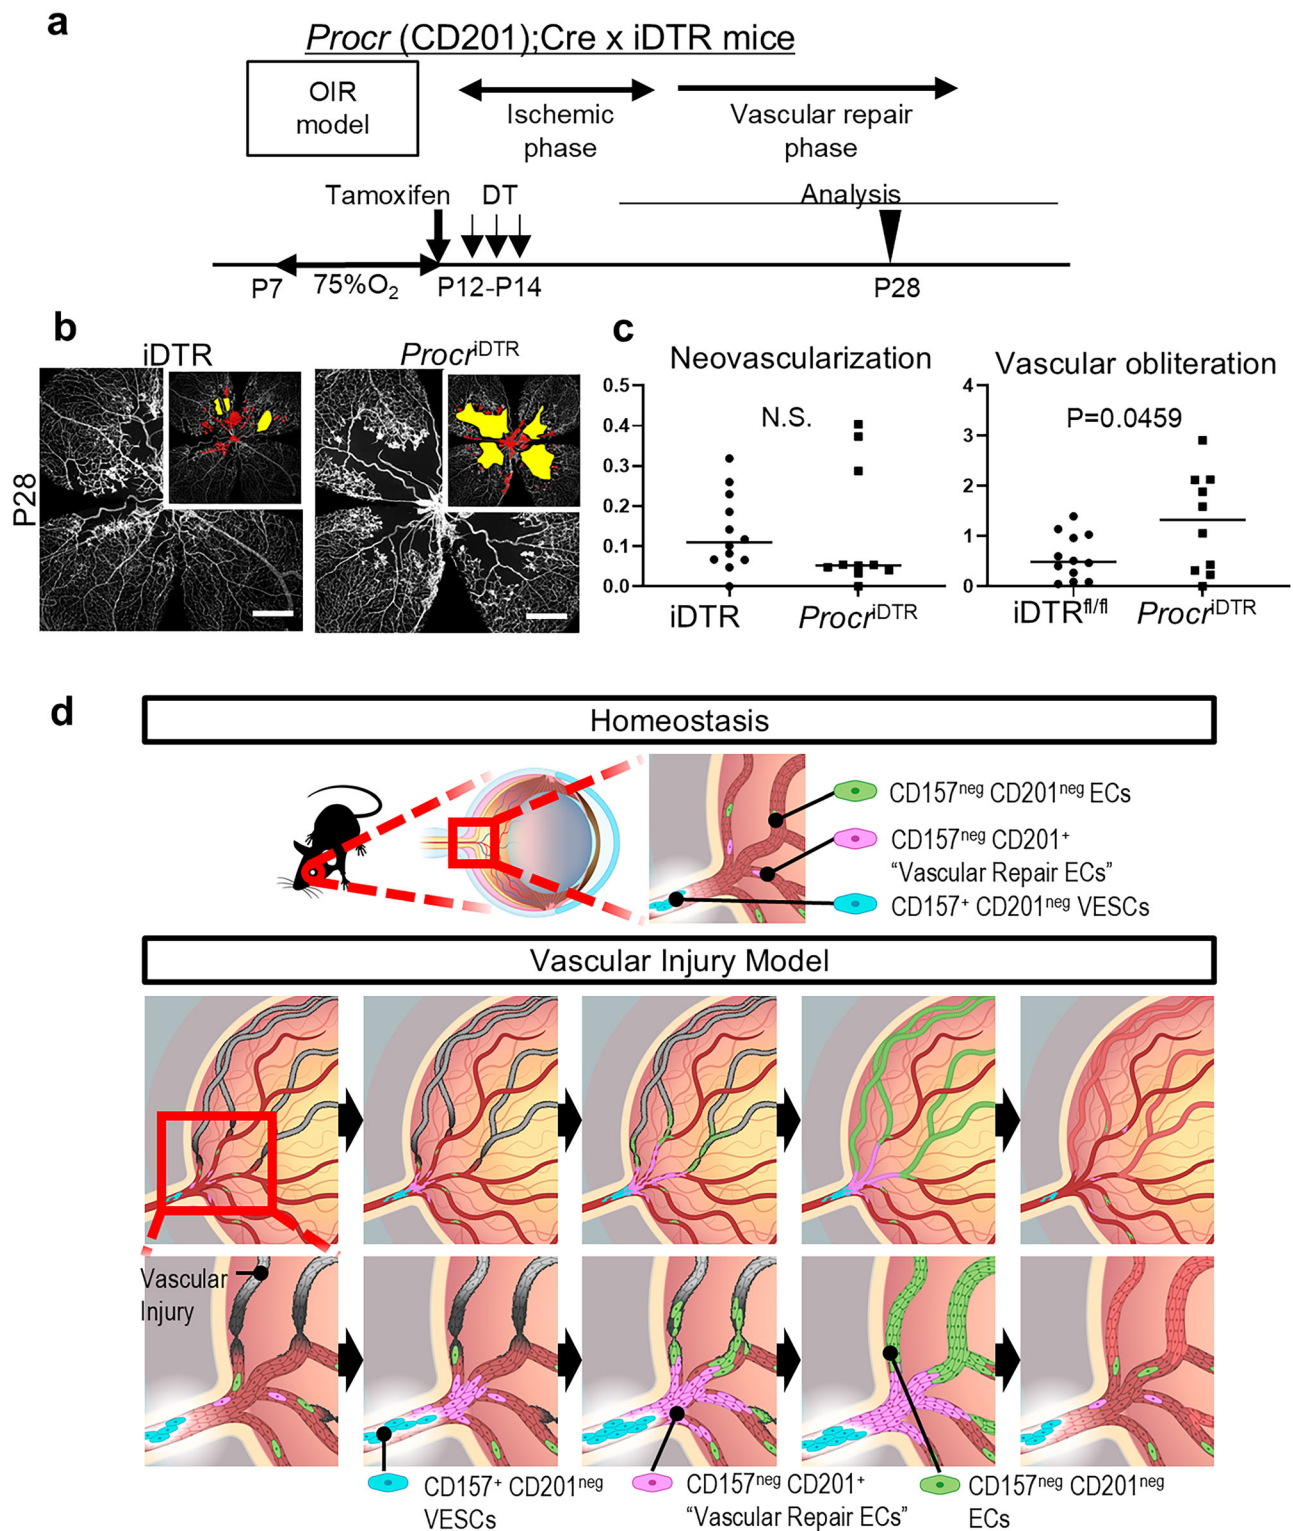 a
Procr (CD201);Cre x iDTR mice
OIR
model
Ischemic
phase
Vascular repair
phase
Tamoxifen
DT
Analysis
P7
75%O₂
P12-P14
P28
b
iDTR
Procrⁱᴰᵀᴿ
P28
c
Neovascularization
0.5
0.4
0.3
0.2
0.1
0.0
N.S.
iDTR
Procrⁱᴰᵀᴿ
Vascular obliteration
4
3
2
1
0
P=0.0459
iDTRfl/fl
Procrⁱᴰᵀᴿ
d
Homeostasis
CD157neg CD201neg ECs
CD157neg CD201⁺
“Vascular Repair ECs”
CD157⁺ CD201neg VESCs
Vascular Injury Model
Vascular
Injury
CD157⁺ CD201neg
VESCs
CD157neg CD201⁺
“Vascular Repair ECs”
CD157neg CD201neg
ECs